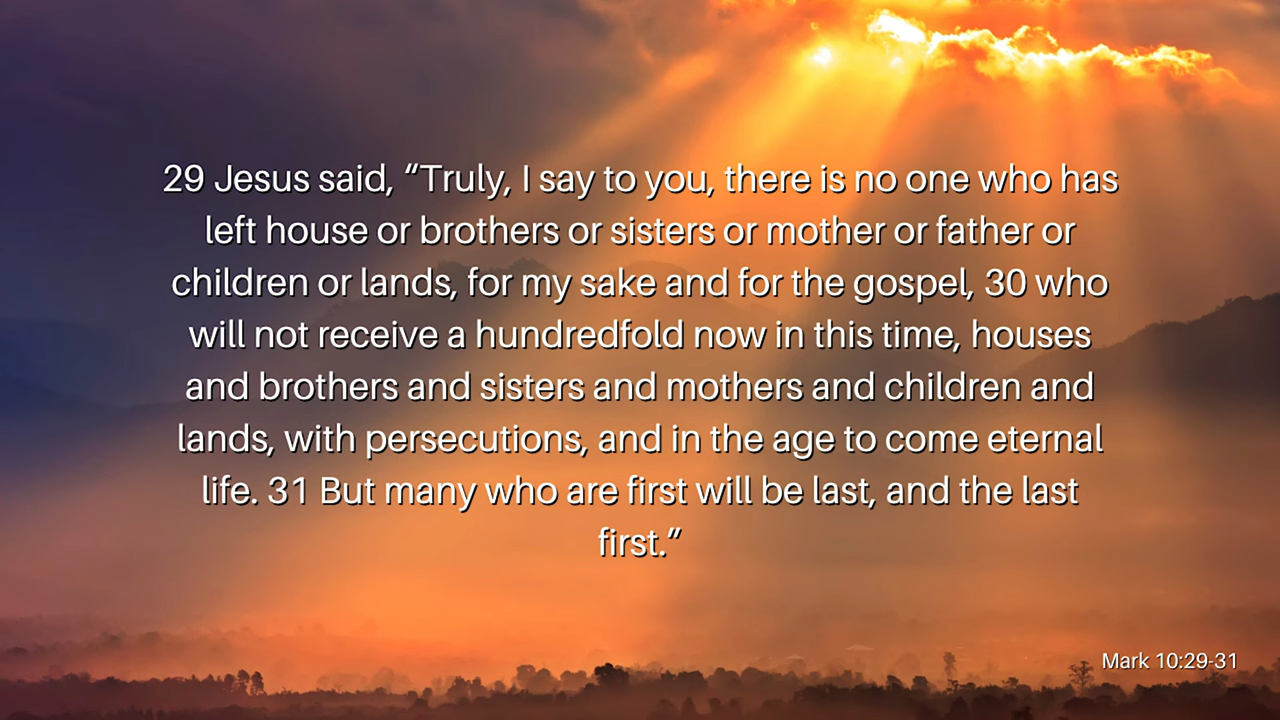 29 Jesus said, “Truly, I say to you, there is no one who has
left house or brothers or sisters or mother or father or
children or lands, for my sake and for the gospel, 30 who
will not receive a hundredfold now in this time, houses
and brothers and sisters and mothers and children and
lands, with persecutions, and in the age to come eternal
life. 31 But many who are first will be last, and the last
first.”
Mark 10:29-31